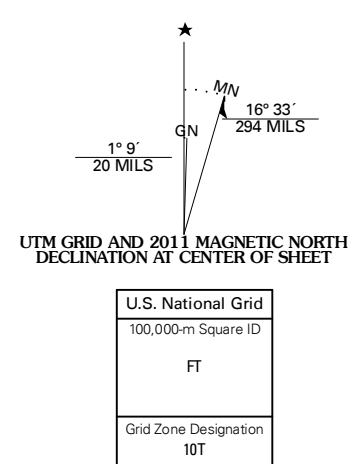 MN
16° 33´
294 MILS
GN
1° 9´
20 MILS
UTM GRID AND 2011 MAGNETIC NORTH
DECLINATION AT CENTER OF SHEET
U.S. National Grid
100,000-m Square ID
FT
Grid Zone Designation
10T